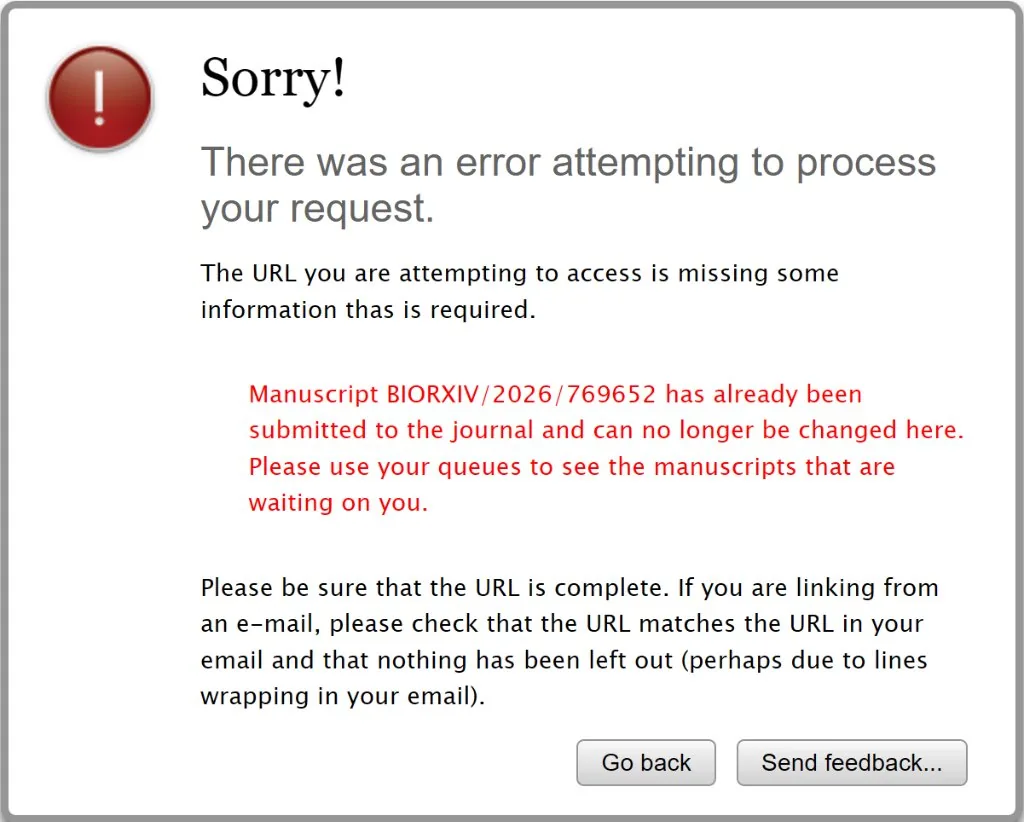 !
Sorry!
There was an error attempting to process
your request.
The URL you are attempting to access is missing some
information thas is required.
Manuscript BIORXIV/2026/769652 has already been
submitted to the journal and can no longer be changed here.
Please use your queues to see the manuscripts that are
waiting on you.
Please be sure that the URL is complete. If you are linking from
an e-mail, please check that the URL matches the URL in your
email and that nothing has been left out (perhaps due to lines
wrapping in your email).
Go back
Send feedback...